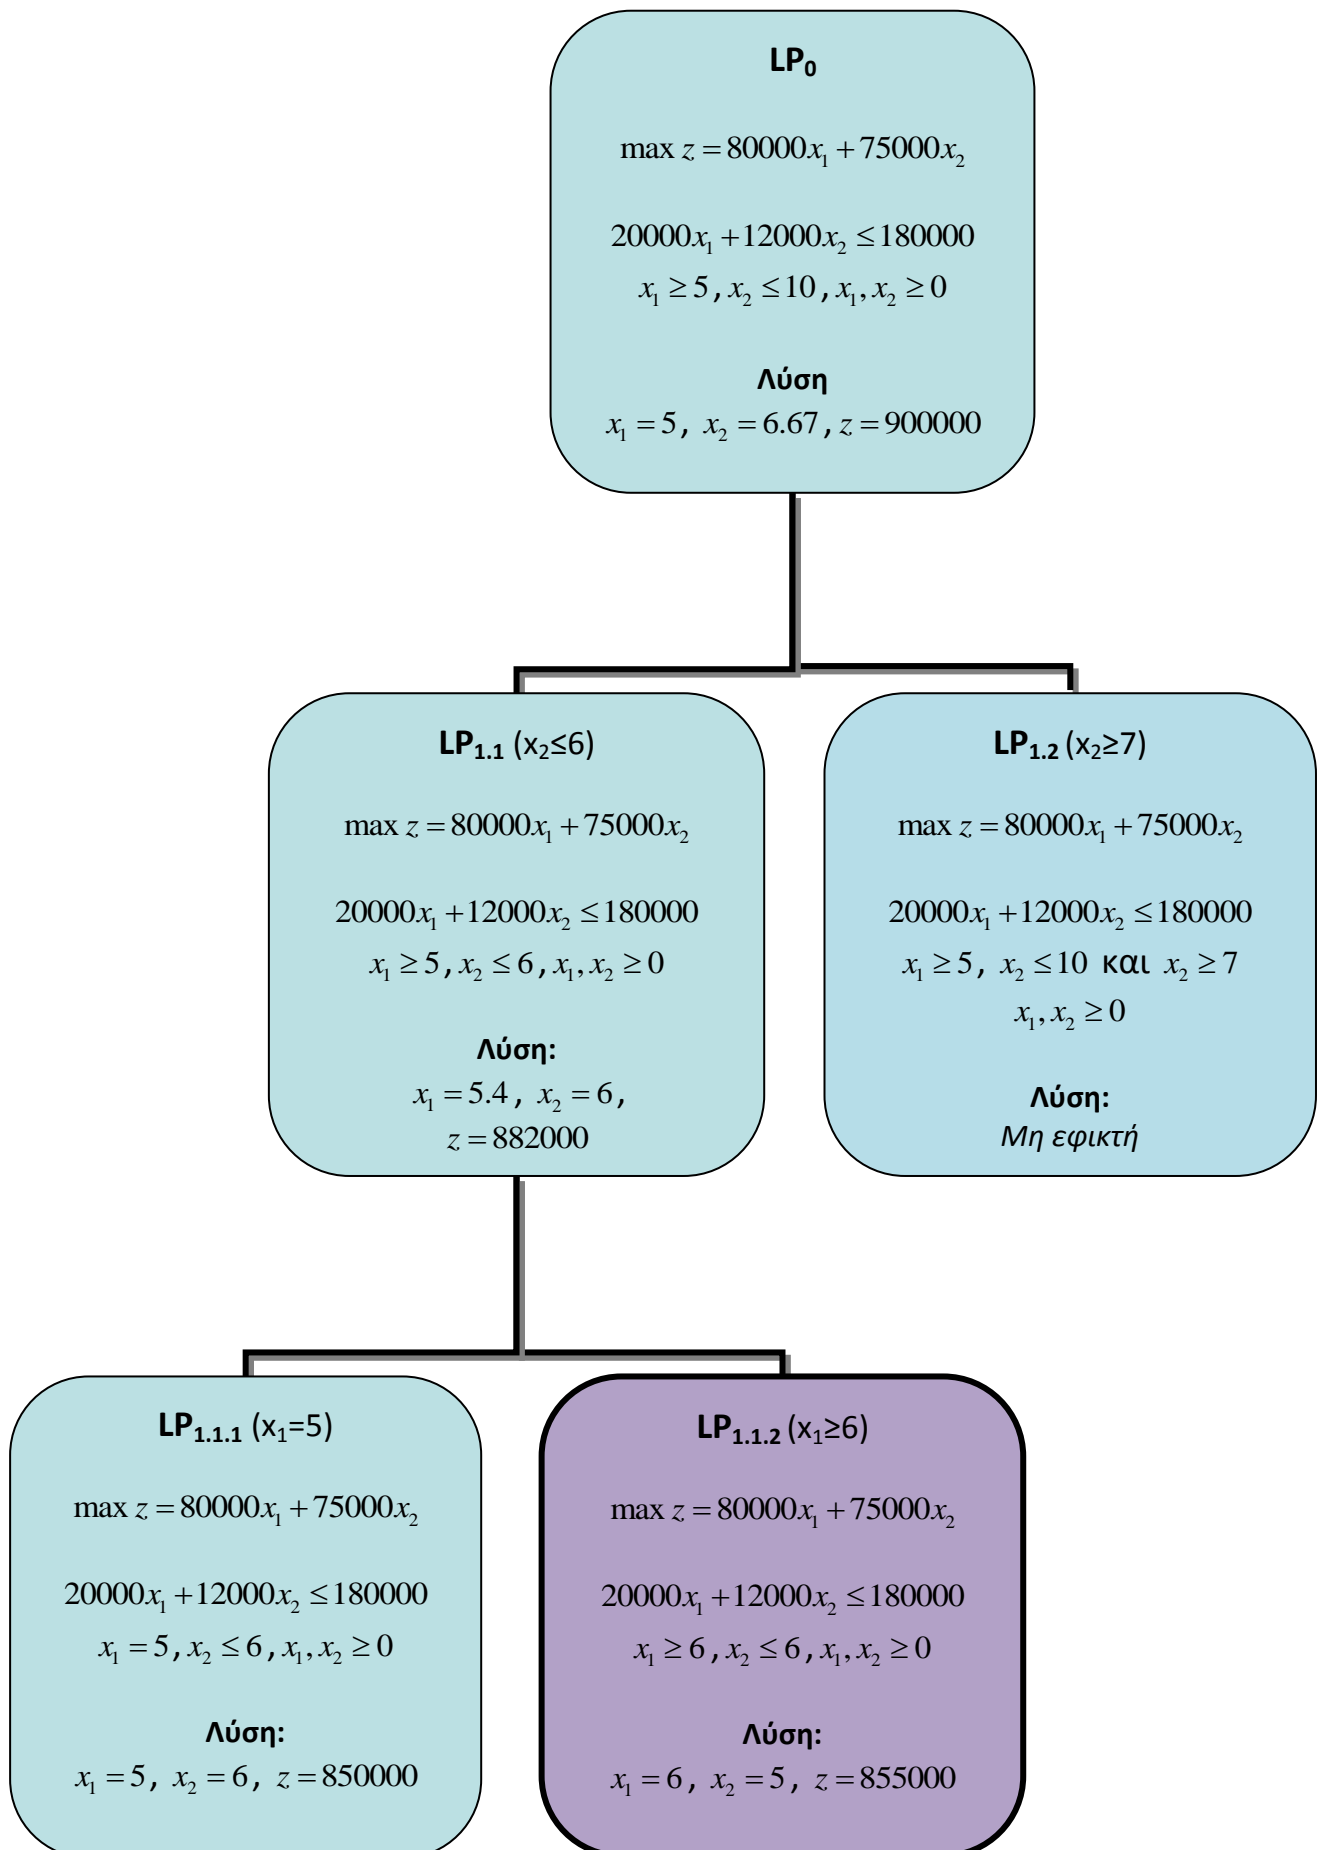 LP₀
max z = 80000x₁ + 75000x₂
20000x₁ + 12000x₂ ≤ 180000
x₁ ≥ 5, x₂ ≤ 10, x₁, x₂ ≥ 0
Λύση
x₁ = 5, x₂ = 6.67, z = 900000
LP₁.₁ (x₂≤6)
max z = 80000x₁ + 75000x₂
20000x₁ + 12000x₂ ≤ 180000
x₁ ≥ 5, x₂ ≤ 6, x₁, x₂ ≥ 0
Λύση:
x₁ = 5.4, x₂ = 6,
z = 882000
LP₁.₂ (x₂≥7)
max z = 80000x₁ + 75000x₂
20000x₁ + 12000x₂ ≤ 180000
x₁ ≥ 5, x₂ ≤ 10 και x₂ ≥ 7
x₁, x₂ ≥ 0
Λύση:
Μη εφικτή
LP₁.₁.₁ (x₁=5)
max z = 80000x₁ + 75000x₂
20000x₁ + 12000x₂ ≤ 180000
x₁ = 5, x₂ ≤ 6, x₁, x₂ ≥ 0
Λύση:
x₁ = 5, x₂ = 6, z = 850000
LP₁.₁.₂ (x₁≥6)
max z = 80000x₁ + 75000x₂
20000x₁ + 12000x₂ ≤ 180000
x₁ ≥ 6, x₂ ≤ 6, x₁, x₂ ≥ 0
Λύση:
x₁ = 6, x₂ = 5, z = 855000